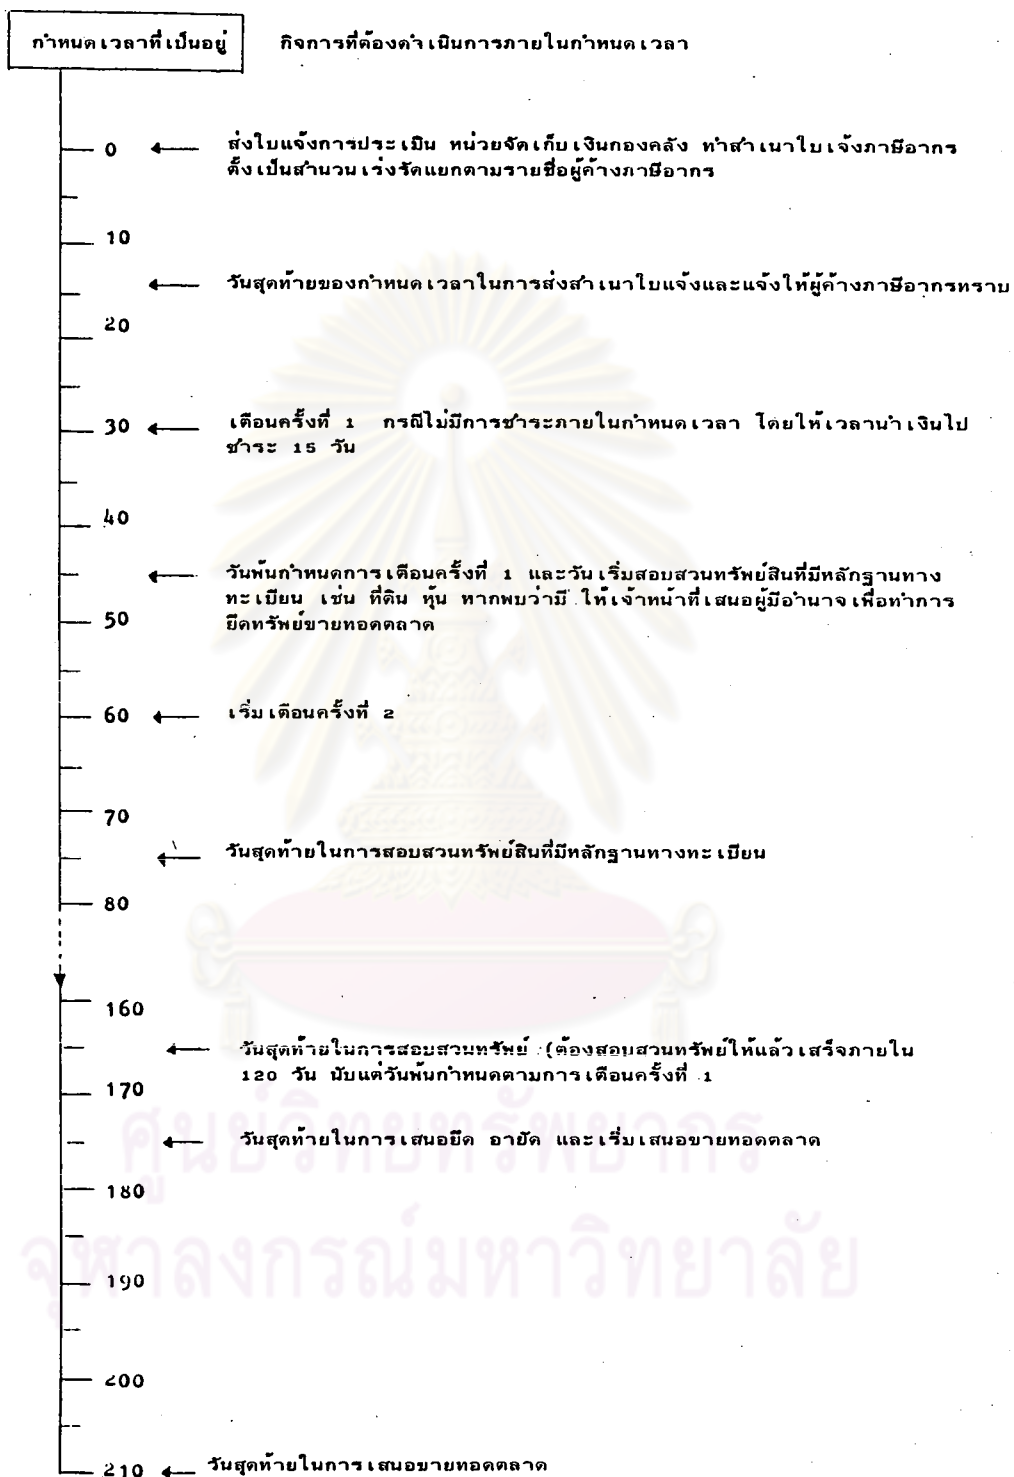 กำหนดเวลาที่เป็นอยู่ กิจการที่ต้องดำเนินการภายในกำหนดเวลา
0 ส่งใบแจ้งการประเมิน หน่วยจัดเก็บเงินกองคลัง ทำสำเนาใบแจ้งภาษีอากร
ตั้งเป็นสำนวนเร่งรัดแยกตามรายชื่อผู้ค้างภาษีอากร
10
วันสุดท้ายของกำหนดเวลาในการส่งสำเนาใบแจ้งและแจ้งให้ผู้ค้างภาษีอากรทราบ
20
30 เตือนครั้งที่ 1 กรณีไม่มีการชำระภายในกำหนดเวลา โดยให้เวลานำเงินไป
ชำระ 15 วัน
40
วันพ้นกำหนดการเตือนครั้งที่ 1 และวันเริ่มสอบสวนทรัพย์สินที่มีหลักฐานทาง
ทะเบียน เช่น ที่ดิน หุ้น หากพบว่ามี ให้เจ้าหน้าที่เสนอผู้มีอำนาจเพื่อทำการ
50 ยึดทรัพย์ขายทอดตลาด
60 เริ่มเตือนครั้งที่ 2
70
วันสุดท้ายในการสอบสวนทรัพย์สินที่มีหลักฐานทางทะเบียน
80
160
วันสุดท้ายในการสอบสวนทรัพย์ (ต้องสอบสวนทรัพย์ให้แล้วเสร็จภายใน
120 วัน นับแต่วันพ้นกำหนดตามการเตือนครั้งที่ 1
170
วันสุดท้ายในการเสนอยึด อายัด และเริ่มเสนอขายทอดตลาด
ศูนย์วิทยทรัพยากร
180
จุฬาลงกรณ์มหาวิทยาลัย
190
200
210 วันสุดท้ายในการเสนอขายทอดตลาด